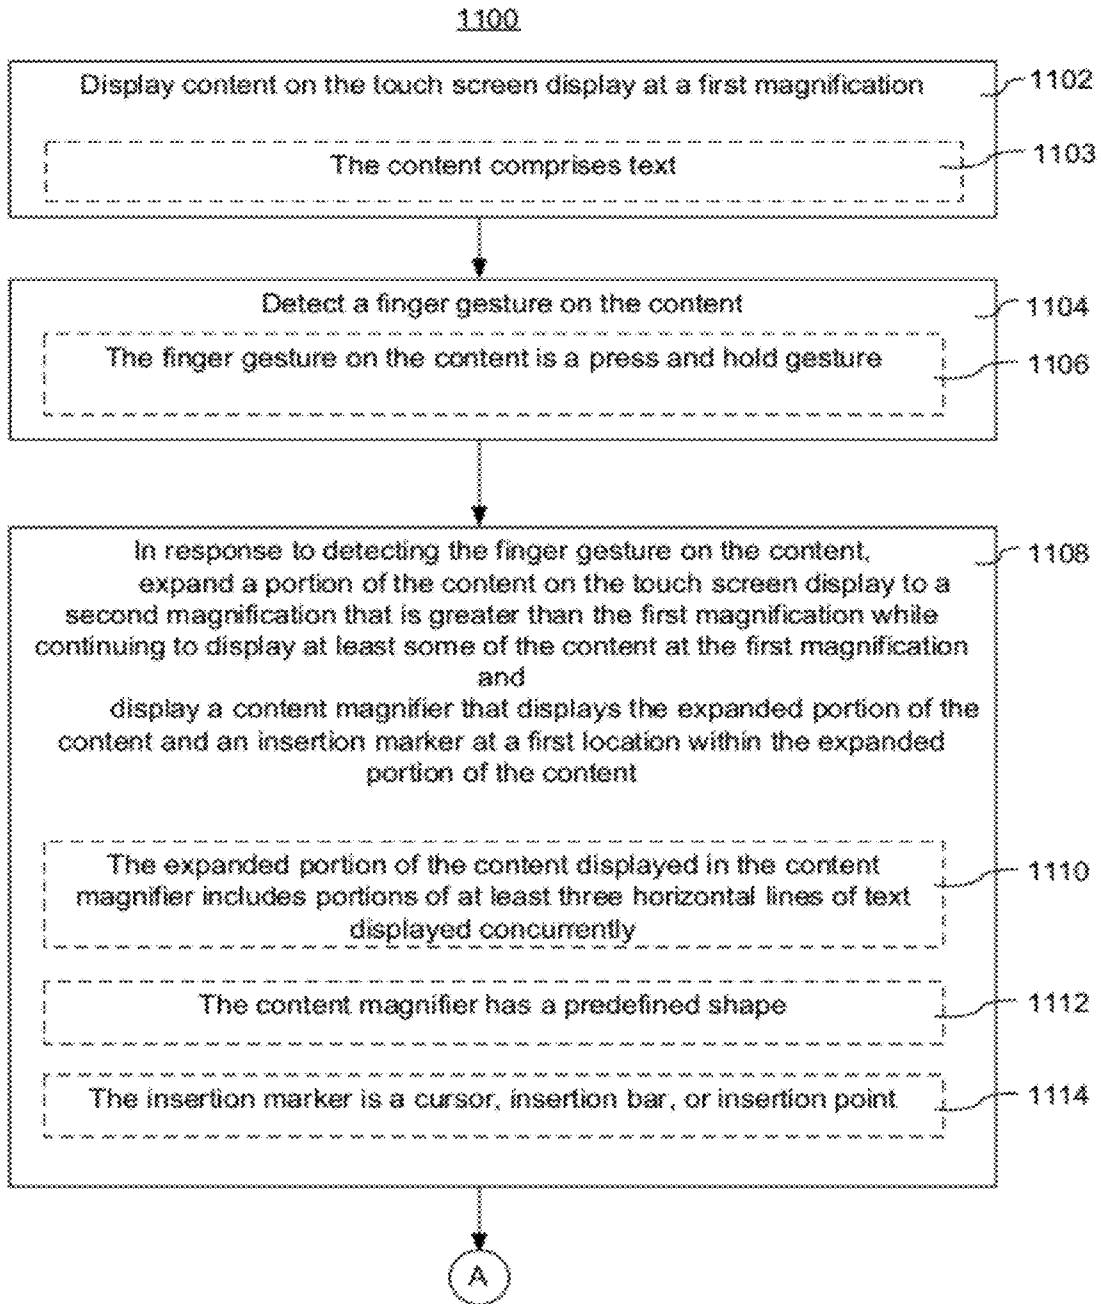 1100
Display content on the touch screen display at a first magnification
1102
The content comprises text
1103
Detect a finger gesture on the content
1104
The finger gesture on the content is a press and hold gesture
1106
In response to detecting the finger gesture on the content,
1108
expand a portion of the content on the touch screen display to a
second magnification that is greater than the first magnification while
continuing to display at least some of the content at the first magnification
and
display a content magnifier that displays the expanded portion of the
content and an insertion marker at a first location within the expanded
portion of the content
The expanded portion of the content displayed in the content
magnifier includes portions of at least three horizontal lines of text
displayed concurrently
1110
The content magnifier has a predefined shape
1112
The insertion marker is a cursor, insertion bar, or insertion point
1114
A